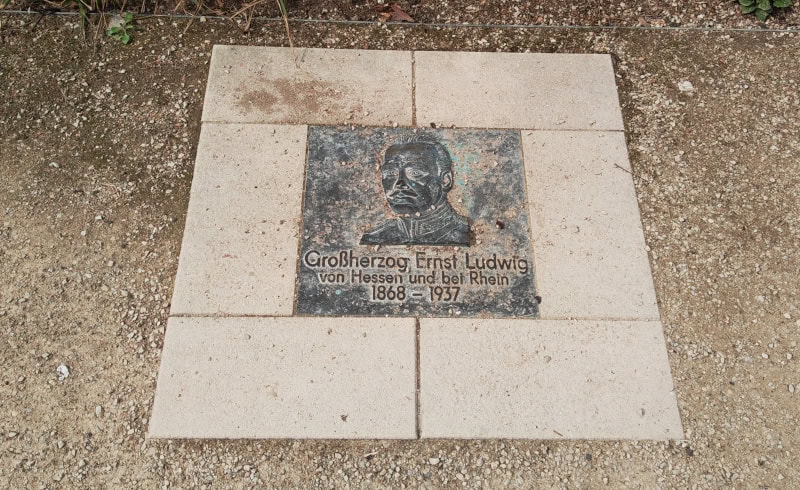 Großherzog Ernst Ludwig
von Hessen und bei Rhein
1868 – 1937